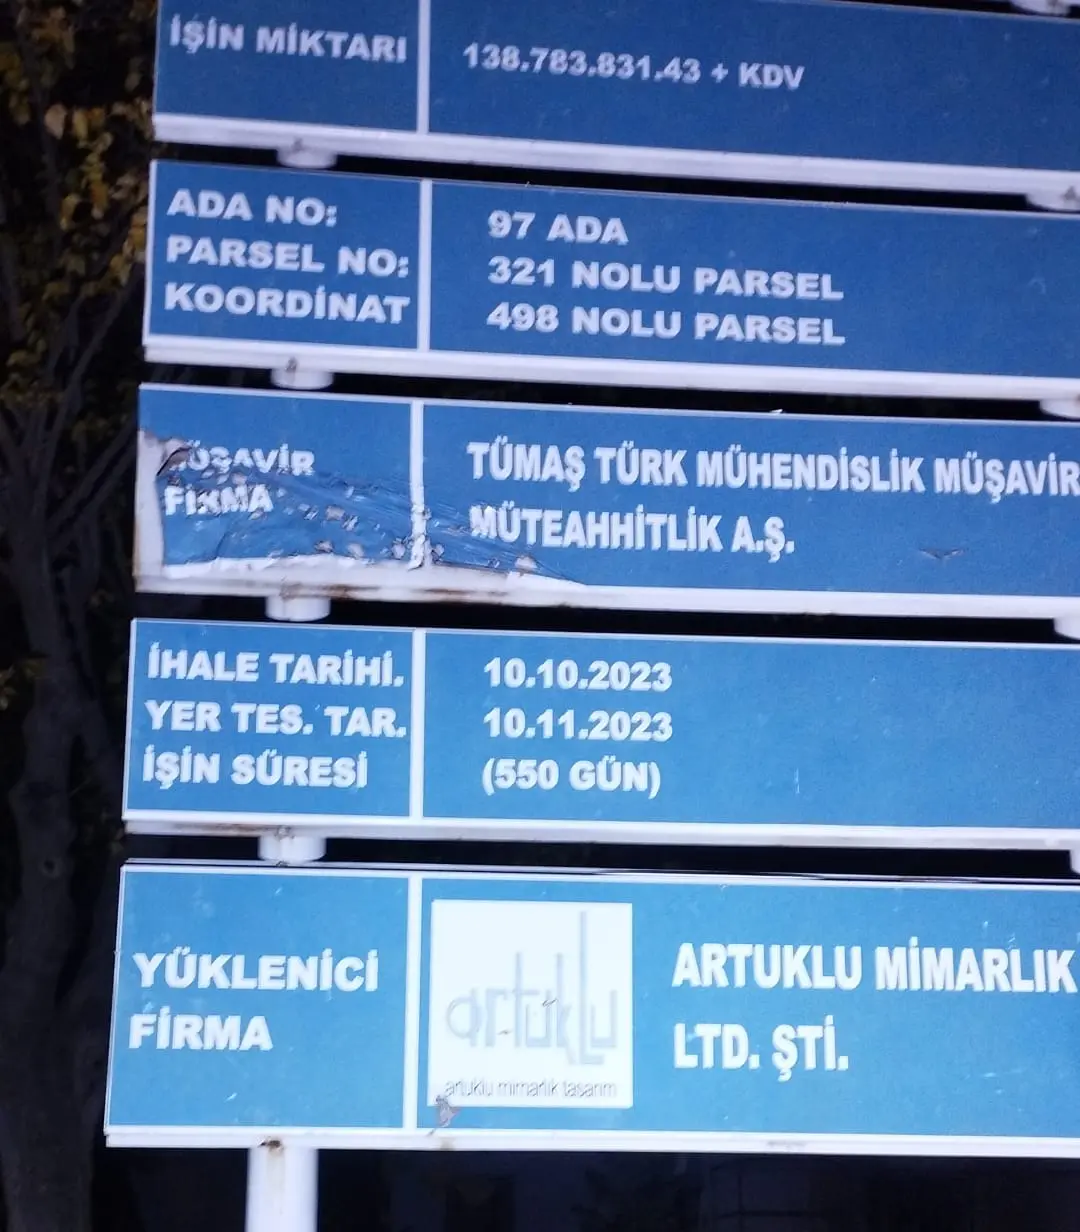 İŞİN MİKTARI
138.783.831.43 + KDV
ADA NO:
PARSEL NO:
KOORDİNAT
97 ADA
321 NOLU PARSEL
498 NOLU PARSEL
MÜŞAVİR
FİRMA
TÜMAŞ TÜRK MÜHENDİSLİK MÜŞAVİR
MÜTEAHHİTLİK A.Ş.
İHALE TARİHİ.
YER TES. TAR.
İŞİN SÜRESİ
10.10.2023
10.11.2023
(550 GÜN)
YÜKLENİCİ
FİRMA
artuklu
artuklu mimarlık tasarım
ARTUKLU MİMARLIK
LTD. ŞTİ.